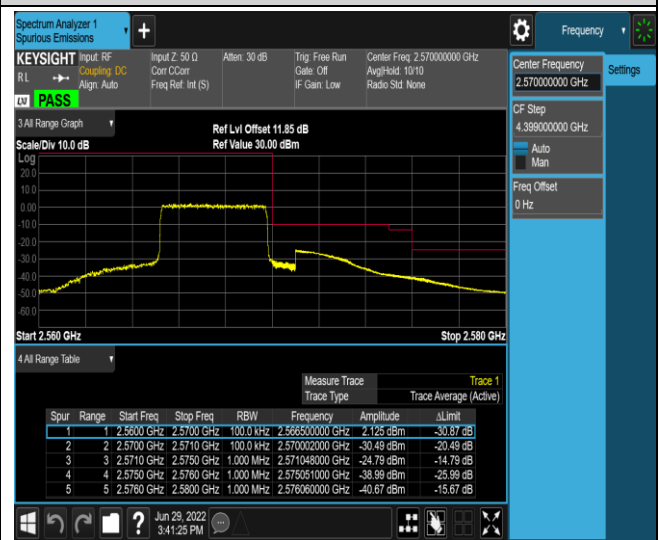 Spectrum Analyzer 1
Spurious Emissions
+
Frequency
KEYSIGHT Input: RF Input Z: 50 Ω Atten: 30 dB Trig: Free Run Center Freq: 2.570000000 GHz
RL Coupling: DC Corr CCorr Gate: Off Avg|Hold: 10/10
Align: Auto Freq Ref: Int (S) IF Gain: Low Radio Std: None
LXI PASS
Center Frequency
2.570000000 GHz
Settings
CF Step
4.399000000 GHz
Auto
Man
Freq Offset
0 Hz
3 All Range Graph
Ref Lvl Offset 11.85 dB
Scale/Div 10.0 dB Ref Value 30.00 dBm
Log
20.0
10.0
0.00
-10.0
-20.0
-30.0
-40.0
-50.0
-60.0
Start 2.560 GHz Stop 2.580 GHz
4 All Range Table
Measure Trace Trace 1
Trace Type Trace Average (Active)
Spur Range Start Freq Stop Freq RBW Frequency Amplitude ΔLimit
1 1 2.5600 GHz 2.5700 GHz 100.0 kHz 2.566500000 GHz 2.125 dBm -30.87 dB
2 2 2.5700 GHz 2.5710 GHz 100.0 kHz 2.570002000 GHz -30.49 dBm -20.49 dB
3 3 2.5710 GHz 2.5750 GHz 1.000 MHz 2.571048000 GHz -24.79 dBm -14.79 dB
4 4 2.5750 GHz 2.5760 GHz 1.000 MHz 2.575051000 GHz -38.99 dBm -25.99 dB
5 5 2.5760 GHz 2.5800 GHz 1.000 MHz 2.576060000 GHz -40.67 dBm -15.67 dB
? Jun 29, 2022
3:41:25 PM